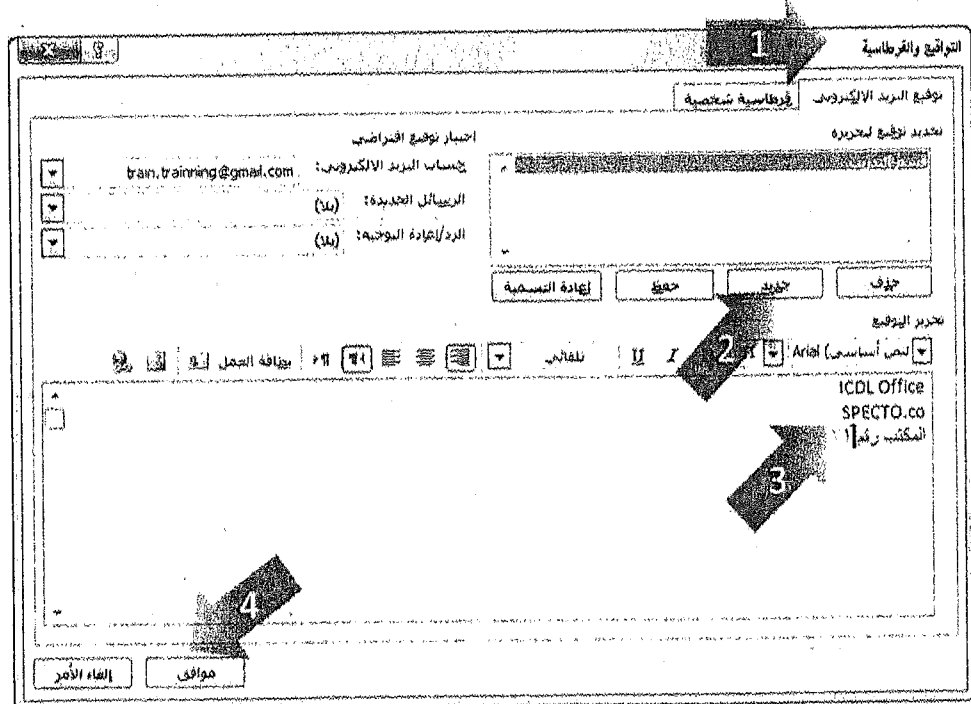 1
التواقيع والقرطاسية
توقيع البريد الإلكتروني
قرطاسية شخصية
تحديد توقيع لتحريره
اختيار توقيع افتراضي
حساب البريد الالكتروني:
train.trainning@gmail.com
الرسائل الجديدة:
(بلا)
الرد/إعادة التوجيه:
(بلا)
حذف
جديد
حفظ
إعادة التسمية
2
تحرير التوقيع
Arial (نص أساسي
I
U
تلقائي
بطاقة العمل
ICDL Office
SPECTO.co
المكتب رقم ١
3
4
موافق
إلغاء الأمر